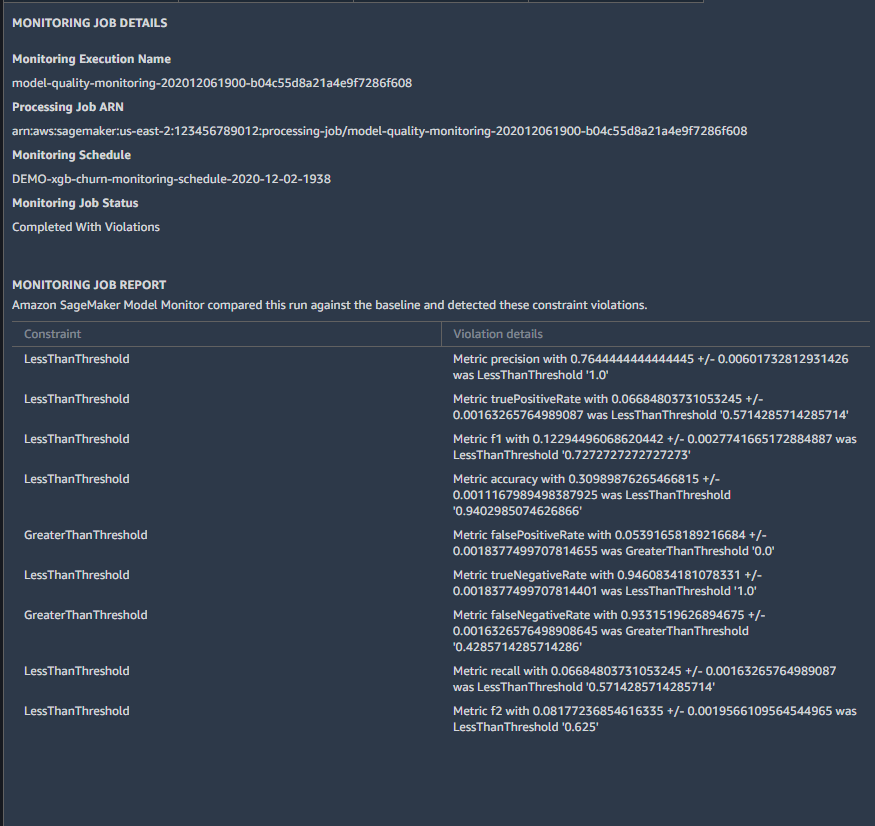 MONITORING JOB DETAILS
Monitoring Execution Name
model-quality-monitoring-202012061900-b04c55d8a21a4e9f7286f608
Processing Job ARN
arn:aws:sagemaker:us-east-2:123456789012:processing-job/model-quality-monitoring-202012061900-b04c55d8a21a4e9f7286f608
Monitoring Schedule
DEMO-xgb-churn-monitoring-schedule-2020-12-02-1938
Monitoring Job Status
Completed With Violations
MONITORING JOB REPORT
Amazon SageMaker Model Monitor compared this run against the baseline and detected these constraint violations.
Constraint
Violation details
LessThanThreshold
Metric precision with 0.7644444444444445 +/- 0.00601732812931426
was LessThanThreshold '1.0'
LessThanThreshold
Metric truePositiveRate with 0.06684803731053245 +/-
0.00163265764989087 was LessThanThreshold '0.5714285714285714'
LessThanThreshold
Metric f1 with 0.12294496068620442 +/- 0.0027741665172884887 was
LessThanThreshold '0.7272727272727273'
LessThanThreshold
Metric accuracy with 0.30989876265466815 +/-
0.0011167989498387925 was LessThanThreshold
'0.9402985074626866'
GreaterThanThreshold
Metric falsePositiveRate with 0.05391658189216684 +/-
0.0018377499707814655 was GreaterThanThreshold '0.0'
LessThanThreshold
Metric trueNegativeRate with 0.9460834181078331 +/-
0.0018377499707814401 was LessThanThreshold '1.0'
GreaterThanThreshold
Metric falseNegativeRate with 0.9331519626894675 +/-
0.0016326576498908645 was GreaterThanThreshold
'0.4285714285714286'
LessThanThreshold
Metric recall with 0.06684803731053245 +/- 0.00163265764989087
was LessThanThreshold '0.5714285714285714'
LessThanThreshold
Metric f2 with 0.08177236854616335 +/- 0.0019566109564544965 was
LessThanThreshold '0.625'